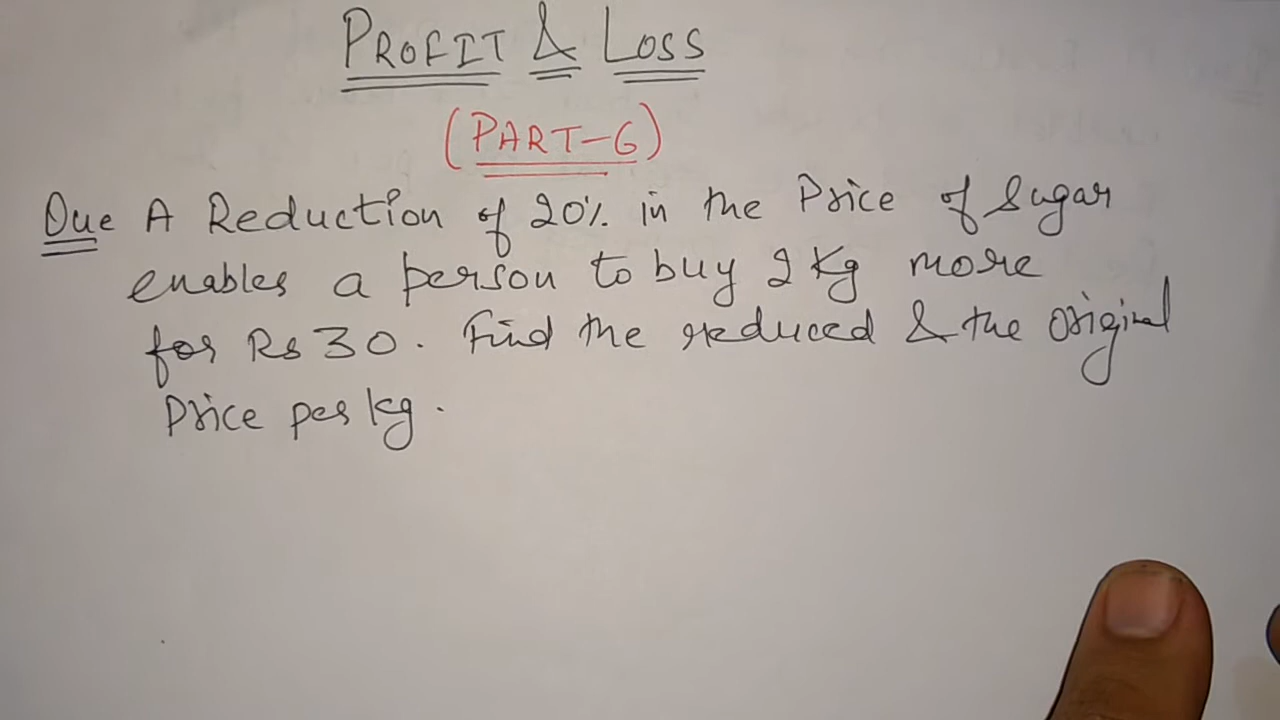 PROFIT & LOSS
(PART-6)
Que A Reduction of 20% in the Price of Sugar
enables a person to buy 2 Kg more
for Rs 30. Find the reduced & the Original
Price per kg.